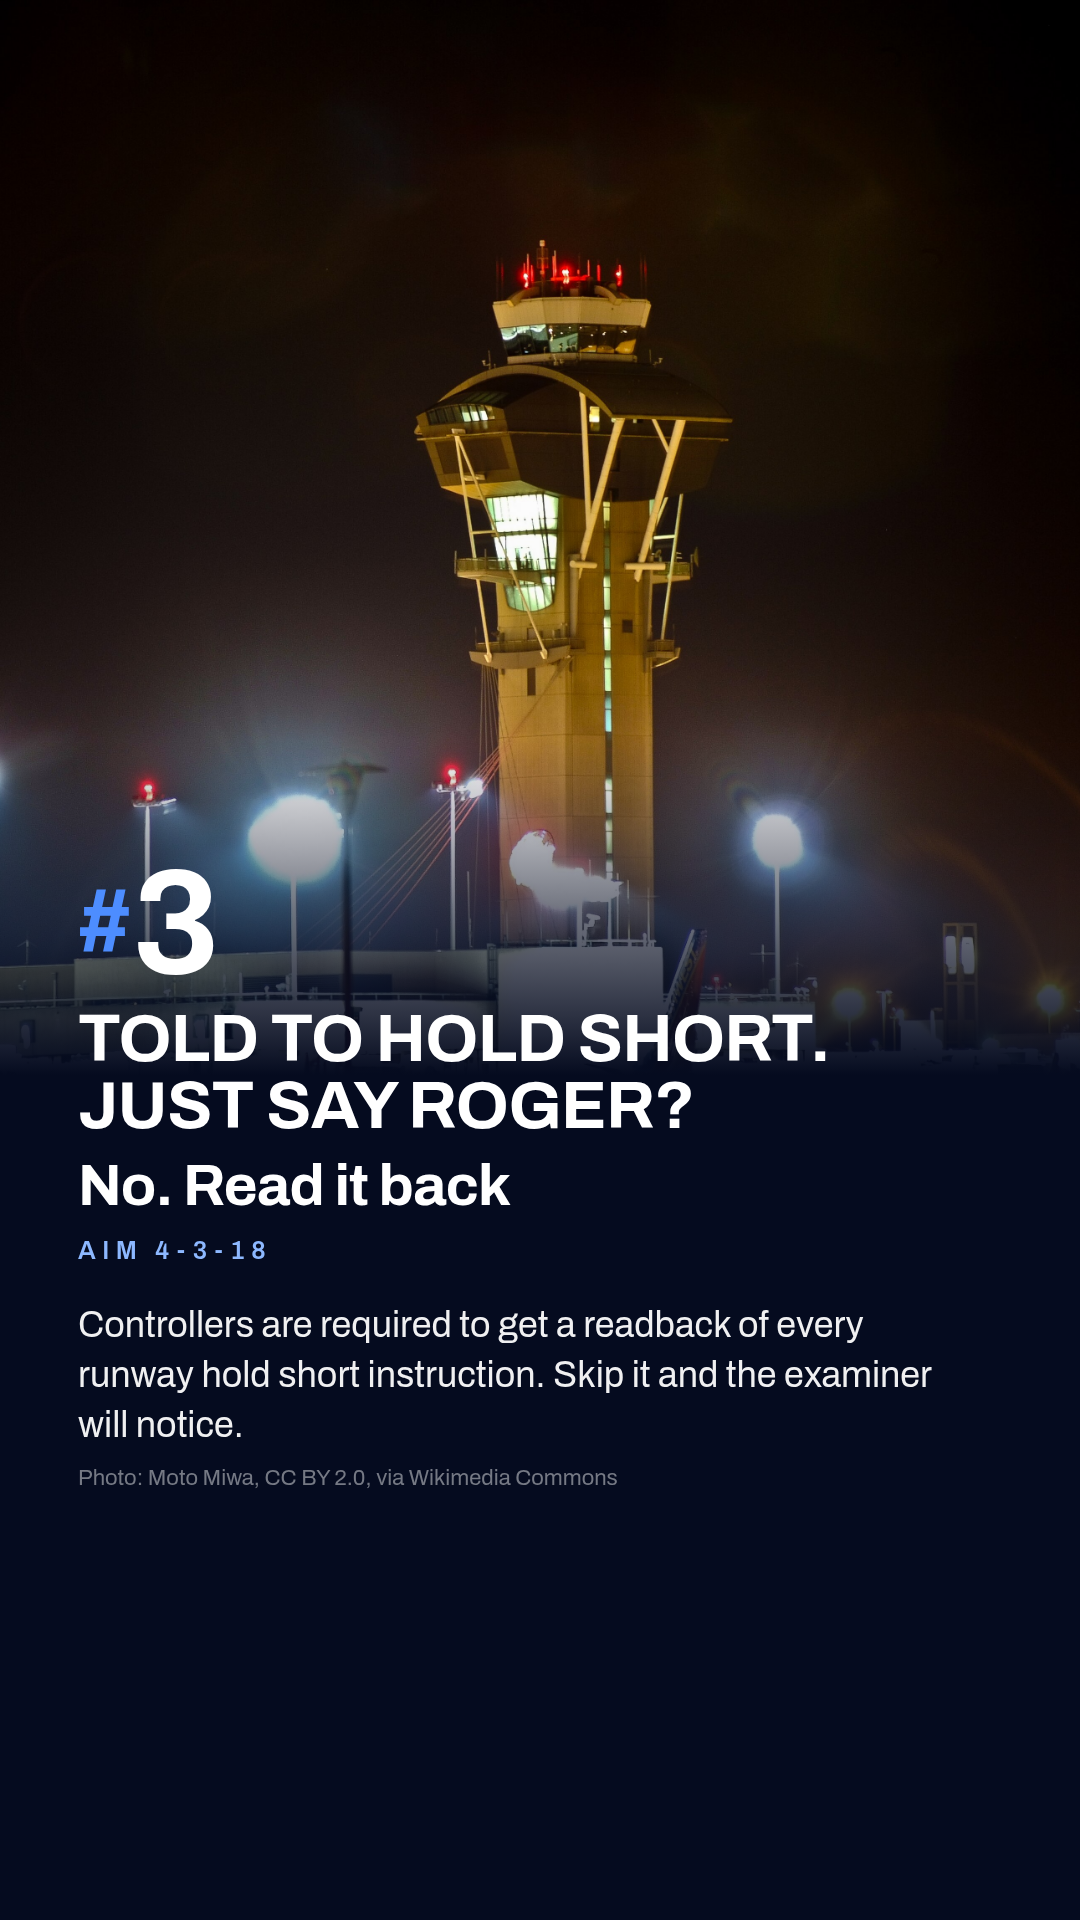 #3
TOLD TO HOLD SHORT.
JUST SAY ROGER?
No. Read it back
AIM 4-3-18
Controllers are required to get a readback of every
runway hold short instruction. Skip it and the examiner
will notice.
Photo: Moto Miwa, CC BY 2.0, via Wikimedia Commons